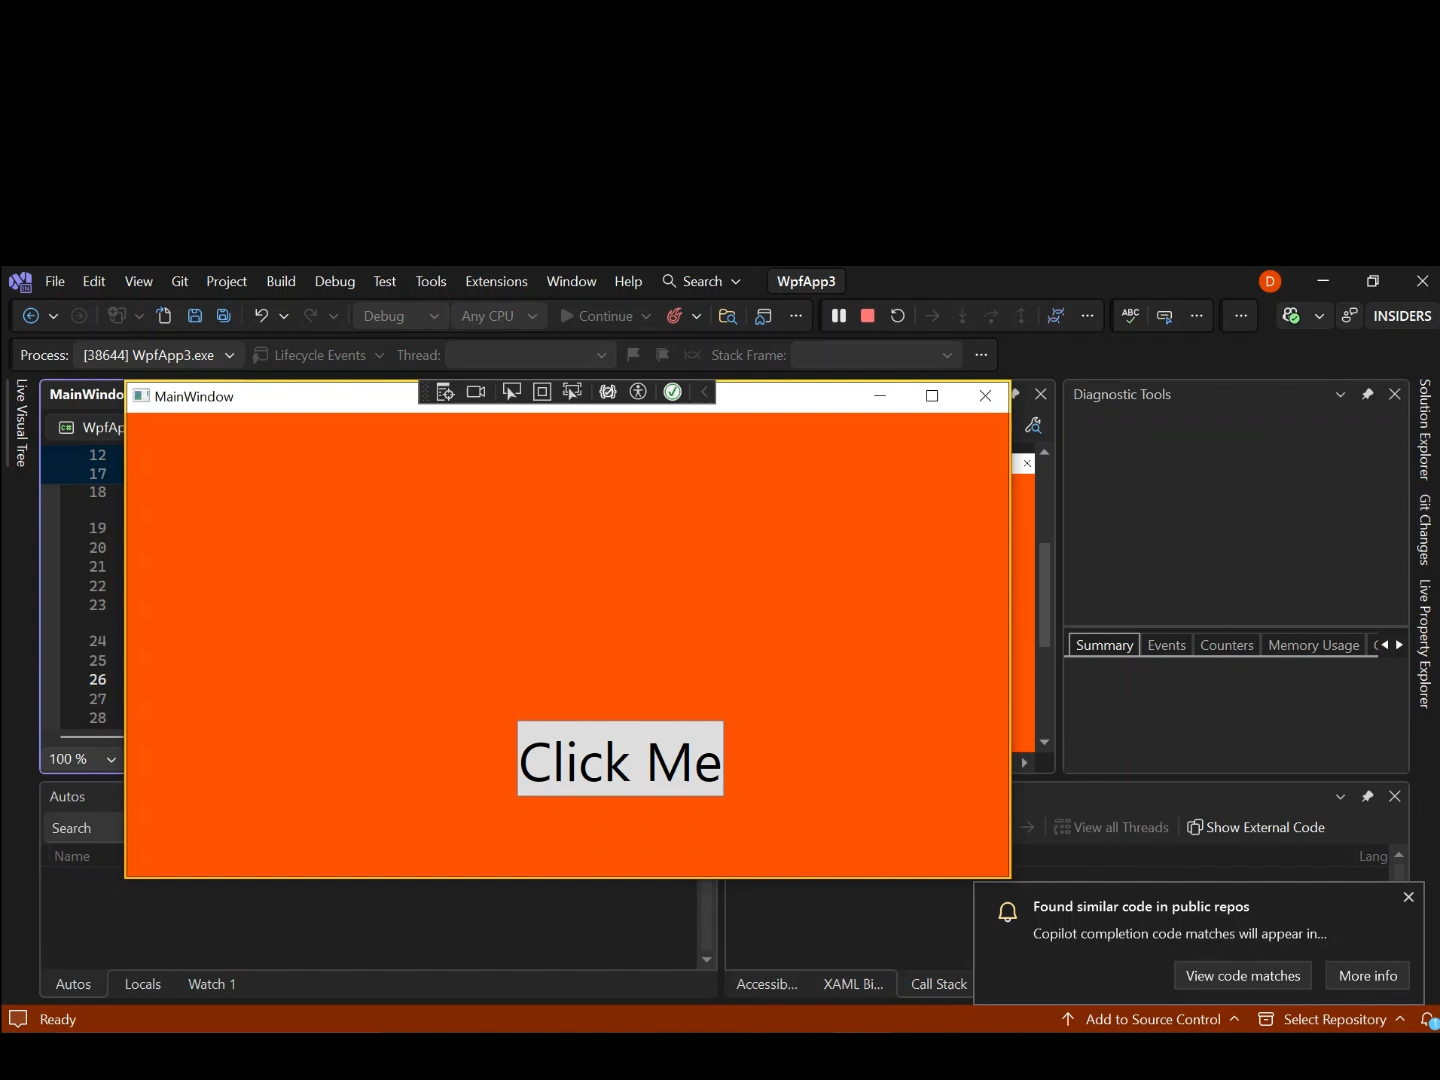 File Edit View Git Project Build Debug Test Tools Extensions Window Help Search WpfApp3 D
Debug Any CPU Continue ABC INSIDERS
Process: [38644] WpfApp3.exe Lifecycle Events Thread: Stack Frame:
Live Visual Tree
MainWindo
MainWindow
WpfAp
12
17
18
19
20
21
22
23
24
25
26
27
28
100 %
Click Me
Diagnostic Tools
Summary Events Counters Memory Usage
Solution Explorer
Git Changes
Live Property Explorer
Autos
Search
Name
View all Threads Show External Code
Lang
Found similar code in public repos
Copilot completion code matches will appear in...
View code matches More info
Autos Locals Watch 1
Accessib... XAML Bi... Call Stack
Ready Add to Source Control Select Repository 1